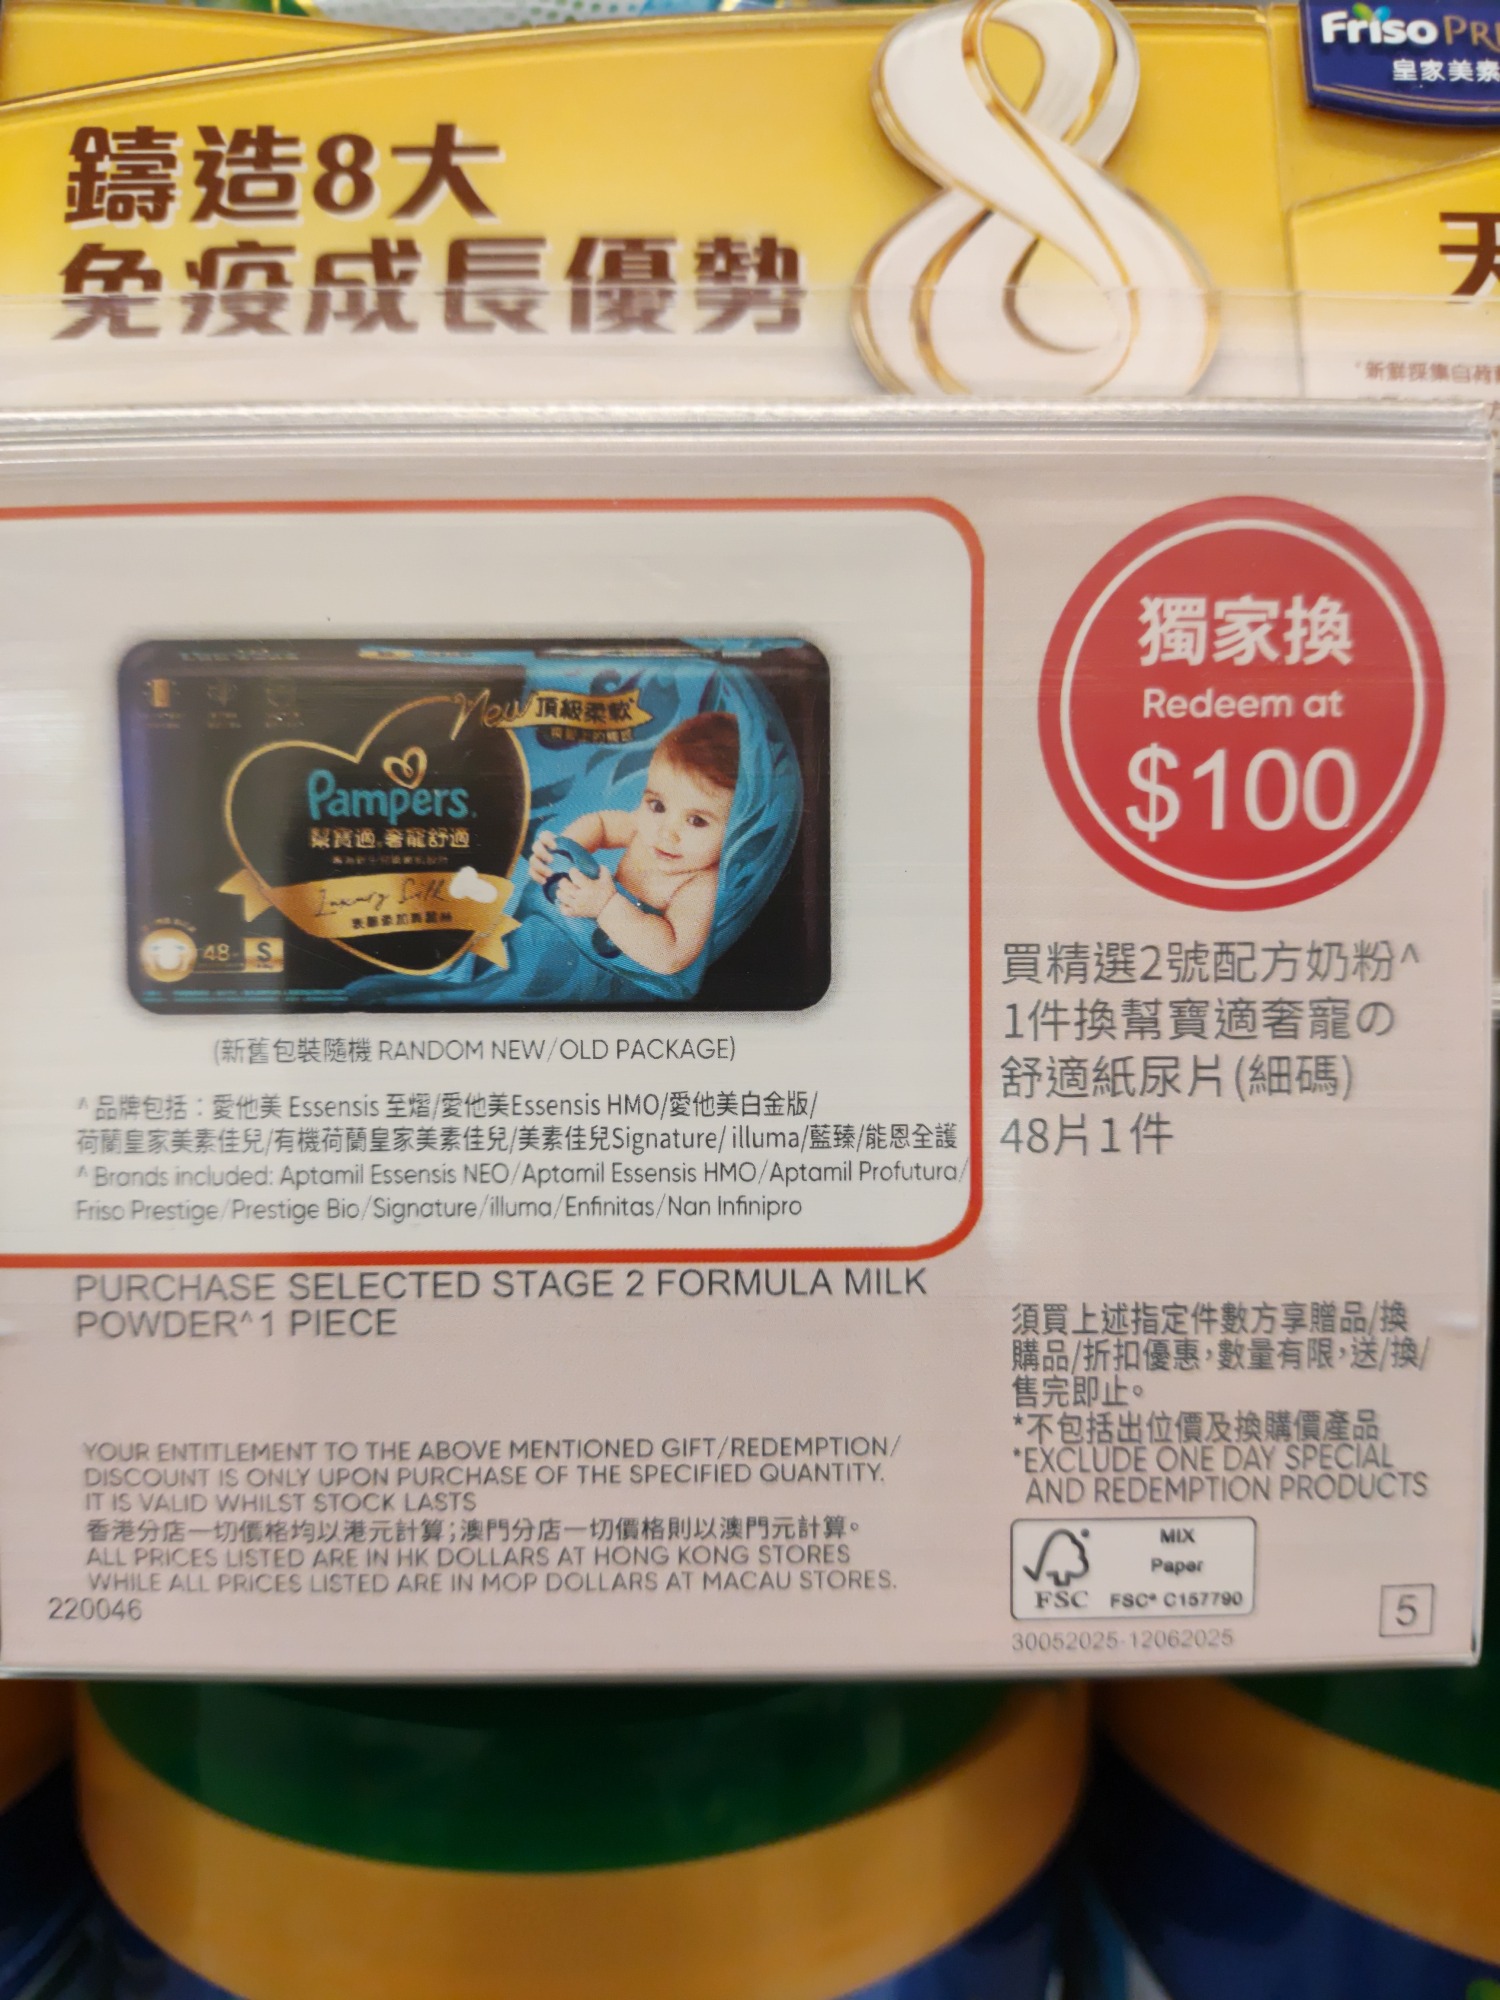 Friso PR
皇家美素
鑄造8大
免疫成長優勢
天
*新鮮採集自荷
獨家換
Redeem at
$100
New 頂級柔軟
Pampers
幫寶適 奢寵舒適
Luxury Silk
48 S
(新舊包裝隨機 RANDOM NEW/OLD PACKAGE)
^ 品牌包括：愛他美 Essensis 至熠/愛他美Essensis HMO/愛他美白金版/
荷蘭皇家美素佳兒/有機荷蘭皇家美素佳兒/美素佳兒Signature/ illuma/藍臻/能恩全護
^ Brands included: Aptamil Essensis NEO/Aptamil Essensis HMO/Aptamil Profutura/
Friso Prestige/Prestige Bio/Signature/illuma/Enfinitas/Nan Infinipro
買精選2號配方奶粉^
1件換幫寶適奢寵の
舒適紙尿片(細碼)
48片1件
PURCHASE SELECTED STAGE 2 FORMULA MILK
POWDER^ 1 PIECE
須買上述指定件數方享贈品/換
購品/折扣優惠，數量有限，送/換/
售完即止。
*不包括出位價及換購價產品
*EXCLUDE ONE DAY SPECIAL
AND REDEMPTION PRODUCTS
YOUR ENTITLEMENT TO THE ABOVE MENTIONED GIFT/REDEMPTION/
DISCOUNT IS ONLY UPON PURCHASE OF THE SPECIFIED QUANTITY.
IT IS VALID WHILST STOCK LASTS
香港分店一切價格均以港元計算；澳門分店一切價格則以澳門元計算。
ALL PRICES LISTED ARE IN HK DOLLARS AT HONG KONG STORES
WHILE ALL PRICES LISTED ARE IN MOP DOLLARS AT MACAU STORES.
220046
FSC
MIX
Paper
FSC® C157790
30052025-12062025
5